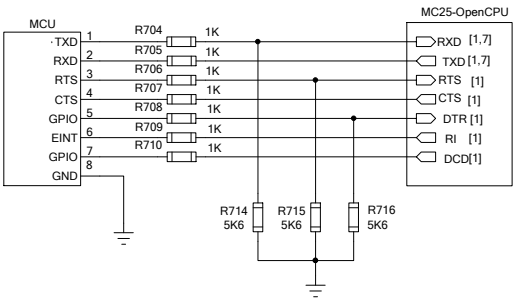 MC25-OpenCPU
MCU
R704 1K
TXD 1 RXD [1,7]
R705 1K
RXD 2 TXD [1,7]
R706 1K
RTS 3 RTS [1]
R707 1K
CTS 4 CTS [1]
R708 1K
GPIO 5 DTR [1]
R709 1K
EINT 6 RI [1]
R710 1K
GPIO 7 DCD[1]
GND 8
R714 R715 R716
5K6 5K6 5K6